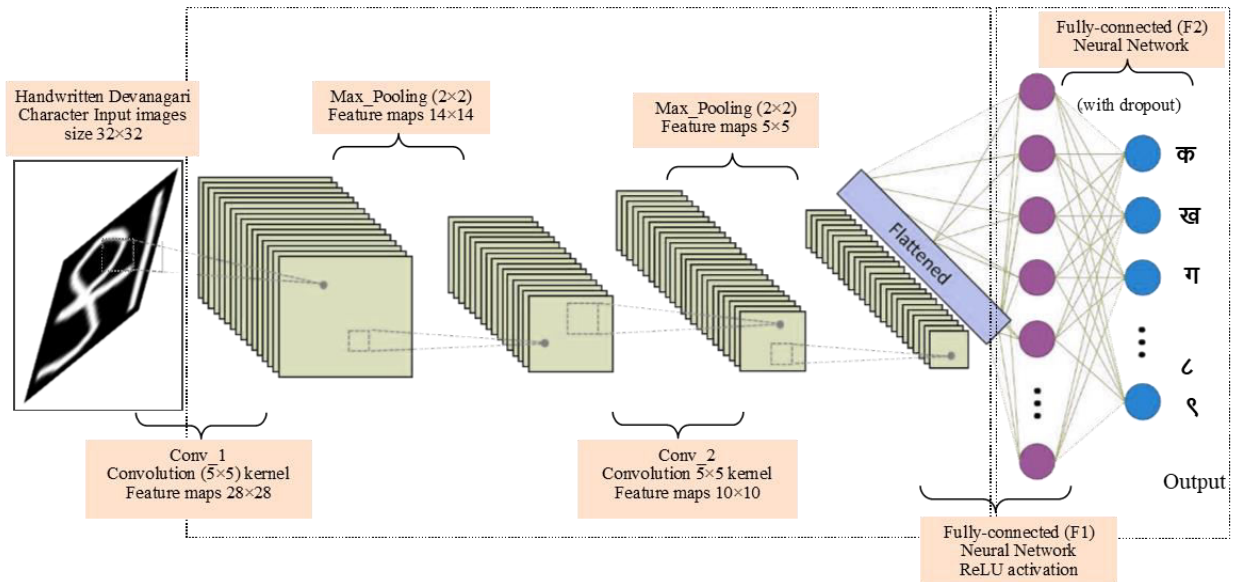 Handwritten Devanagari
Character Input images
size 32×32
Max_Pooling (2×2)
Feature maps 14×14
Max_Pooling (2×2)
Feature maps 5×5
Fully-connected (F2)
Neural Network
(with dropout)
Flattened
क
ख
ग
८
९
Output
Conv_1
Convolution (5×5) kernel
Feature maps 28×28
Conv_2
Convolution 5×5 kernel
Feature maps 10×10
Fully-connected (F1)
Neural Network
ReLU activation